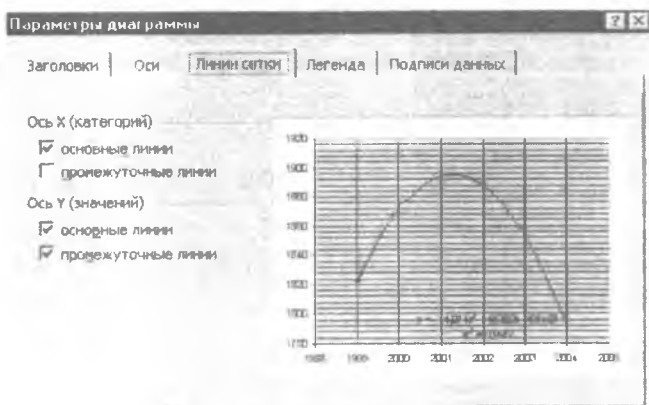 Параметры диаграммы
Заголовки Оси Линии сетки Легенда Подписи данных
Ось X (категорий)
основные линии
промежуточные линии
Ось Y (значений)
основные линии
промежуточные линии
1920
1900
1880
1860
1840
1820
1800
1998 1999 2000 2001 2002 2003 2004 2005